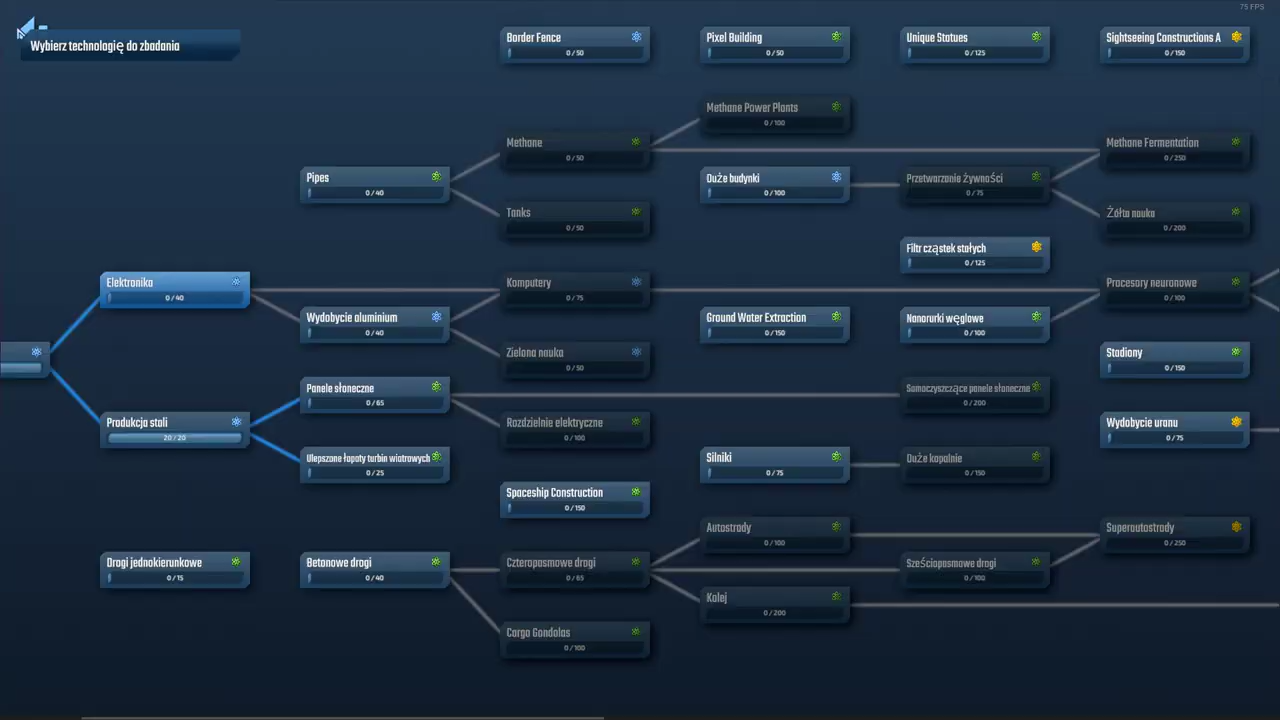 75 FPS
Wybierz technologię do zbadania
Border Fence
0/50
Pixel Building
0/50
Unique Statues
0/125
Sightseeing Constructions A
0/150
Methane Power Plants
0/100
Methane
0/50
Methane Fermentation
0/250
Pipes
0/40
Duże budynki
0/100
Przetwarzanie żywności
0/75
Tanks
0/50
Żółta nauka
0/200
Filtr cząstek stałych
0/125
Elektronika
0/40
Komputery
0/75
Procesory neuronowe
0/100
Wydobycie aluminium
0/40
Ground Water Extraction
0/150
Nanorurki węglowe
0/100
Zielona nauka
0/50
Stadiony
0/150
Panele słoneczne
0/65
Samoczyszczące panele słoneczne
0/200
Produkcja stali
20/20
Rozdzielnie elektryczne
0/100
Wydobycie uranu
0/75
Ulepszone łopaty turbin wiatrowych
0/25
Silniki
0/75
Duże kopalnie
0/150
Spaceship Construction
0/150
Autostrady
0/100
Superautostrady
0/250
Drogi jednokierunkowe
0/15
Betonowe drogi
0/40
Czteropasmowe drogi
0/65
Sześciopasmowe drogi
0/100
Kolej
0/200
Cargo Gondolas
0/100